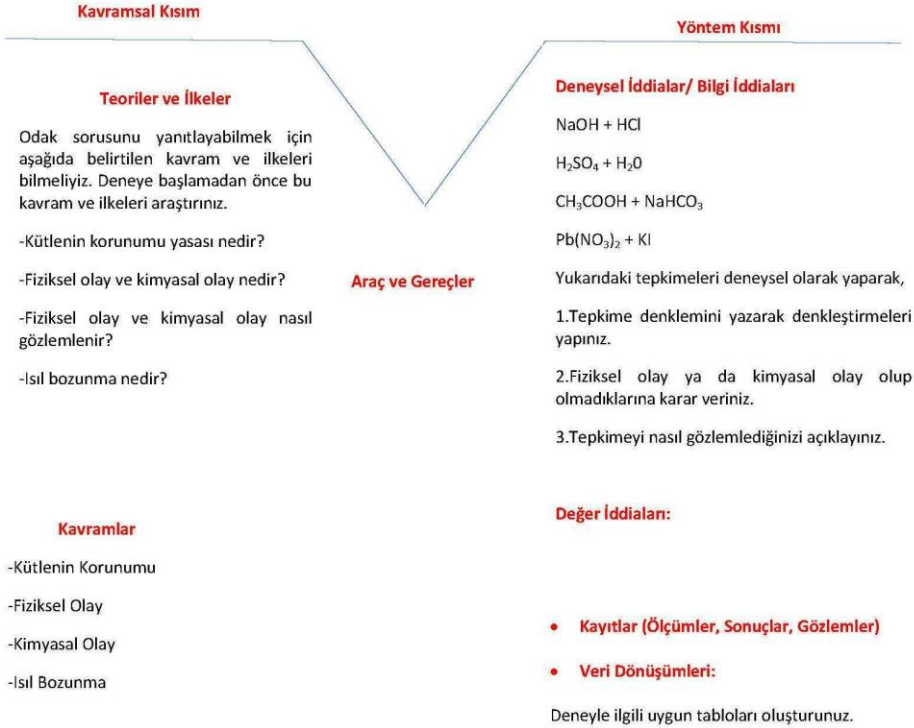 Kavramsal Kısım
Yöntem Kısmı
Teoriler ve İlkeler
Odak sorusunu yanıtlayabilmek için
aşağıda belirtilen kavram ve ilkeleri
bilmeliyiz. Deneye başlamadan önce bu
kavram ve ilkeleri araştırınız.
-Kütlenin korunumu yasası nedir?
-Fiziksel olay ve kimyasal olay nedir?
-Fiziksel olay ve kimyasal olay nasıl
gözlemlenir?
-Isıl bozunma nedir?
Kavramlar
-Kütlenin Korunumu
-Fiziksel Olay
-Kimyasal Olay
-Isıl Bozunma
Araç ve Gereçler
Deneysel İddialar/ Bilgi İddiaları
NaOH + HCl
H₂SO₄ + H₂0
CH₃COOH + NaHCO₃
Pb(NO₃)₂ + KI
Yukarıdaki tepkimeleri deneysel olarak yaparak,
1.Tepkime denklemini yazarak denkleştirmeleri
yapınız.
2.Fiziksel olay ya da kimyasal olay olup
olmadıklarına karar veriniz.
3.Tepkimeyi nasıl gözlemlediğinizi açıklayınız.
Değer İddiaları:
• Kayıtlar (Ölçümler, Sonuçlar, Gözlemler)
• Veri Dönüşümleri:
Deneyle ilgili uygun tabloları oluşturunuz.